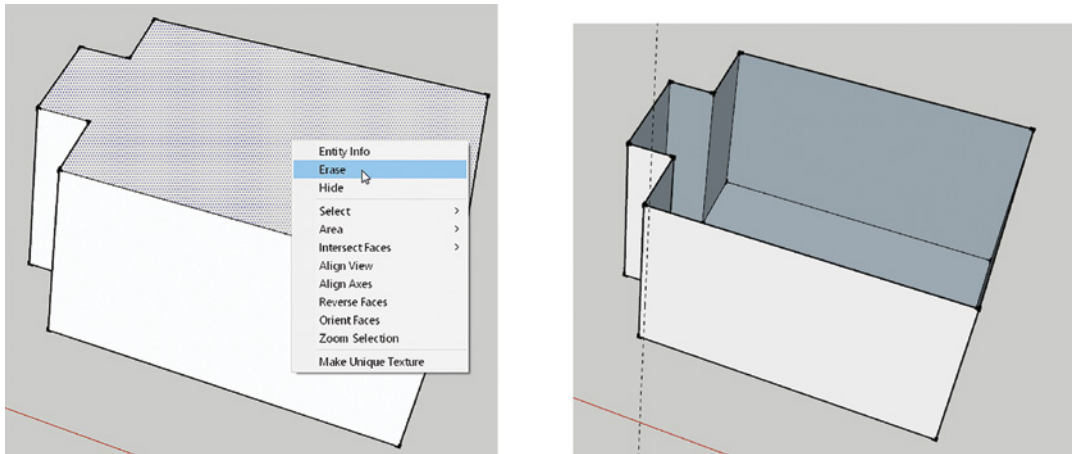 Entity Info
Erase
Hide
Select
Area
Intersect Faces
Align View
Align Axes
Reverse Faces
Orient Faces
Zoom Selection
Make Unique Texture